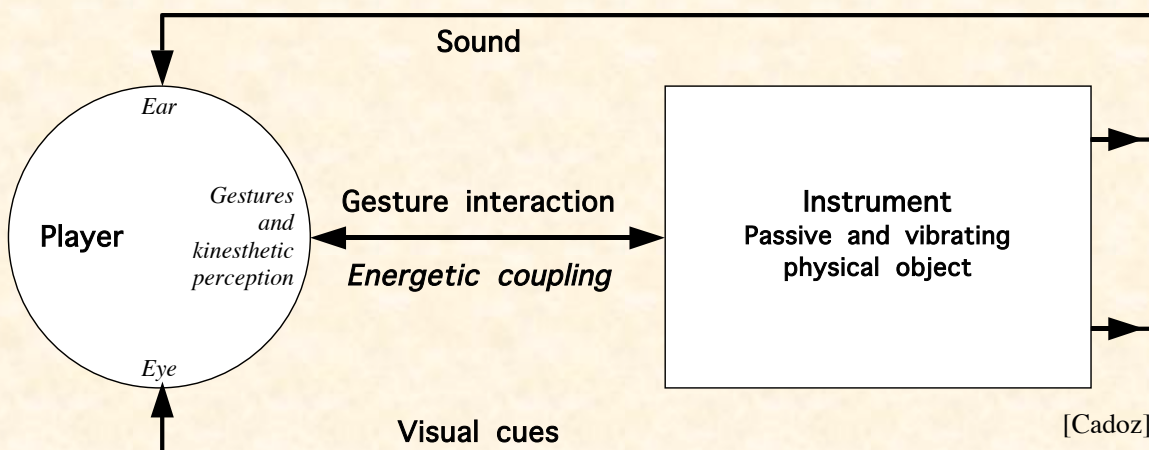 Sound
Ear
Gestures
and
kinesthetic
perception
Player
Eye
Gesture interaction
Energetic coupling
Instrument
Passive and vibrating
physical object
Visual cues
[Cadoz]